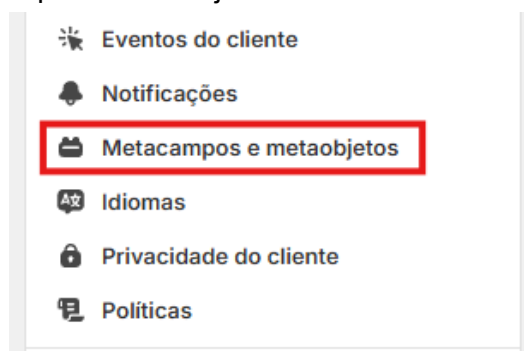 Eventos do cliente
Notificações
Metacampos e metaobjetos
Idiomas
Privacidade do cliente
Políticas